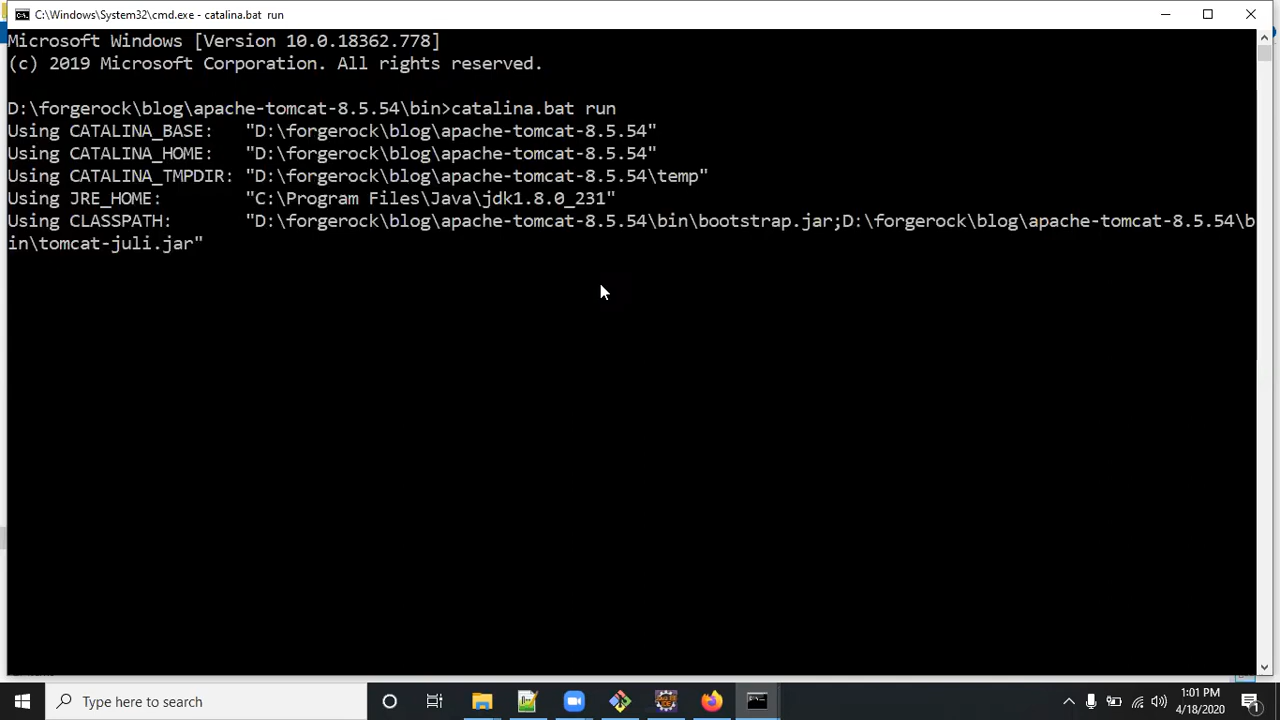 C:\Windows\System32\cmd.exe - catalina.bat run
Microsoft Windows [Version 10.0.18362.778]
(c) 2019 Microsoft Corporation. All rights reserved.
D:\forgerock\blog\apache-tomcat-8.5.54\bin>catalina.bat run
Using CATALINA_BASE:   "D:\forgerock\blog\apache-tomcat-8.5.54"
Using CATALINA_HOME:   "D:\forgerock\blog\apache-tomcat-8.5.54"
Using CATALINA_TMPDIR: "D:\forgerock\blog\apache-tomcat-8.5.54\temp"
Using JRE_HOME:        "C:\Program Files\Java\jdk1.8.0_231"
Using CLASSPATH:       "D:\forgerock\blog\apache-tomcat-8.5.54\bin\bootstrap.jar;D:\forgerock\blog\apache-tomcat-8.5.54\b
in\tomcat-juli.jar"
Type here to search
1:01 PM
4/18/2020
1